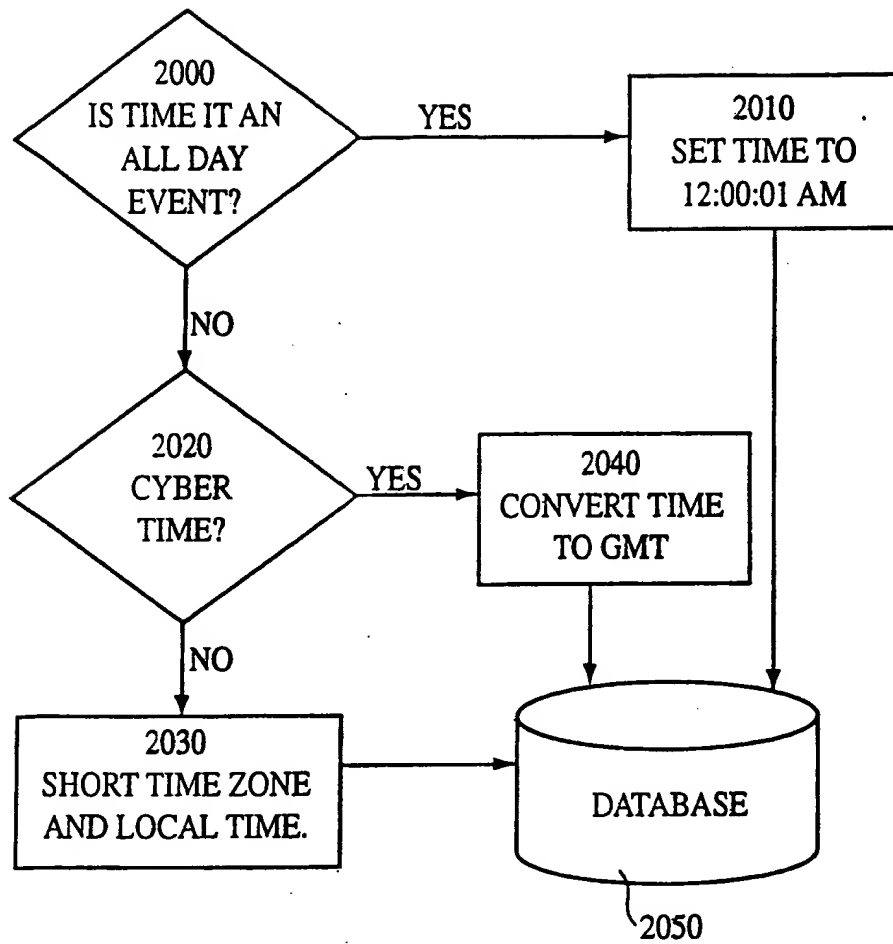 2000
IS TIME IT AN
ALL DAY
EVENT?
YES
2010
SET TIME TO
12:00:01 AM
NO
2020
CYBER
TIME?
YES
2040
CONVERT TIME
TO GMT
NO
2030
SHORT TIME ZONE
AND LOCAL TIME.
DATABASE
2050